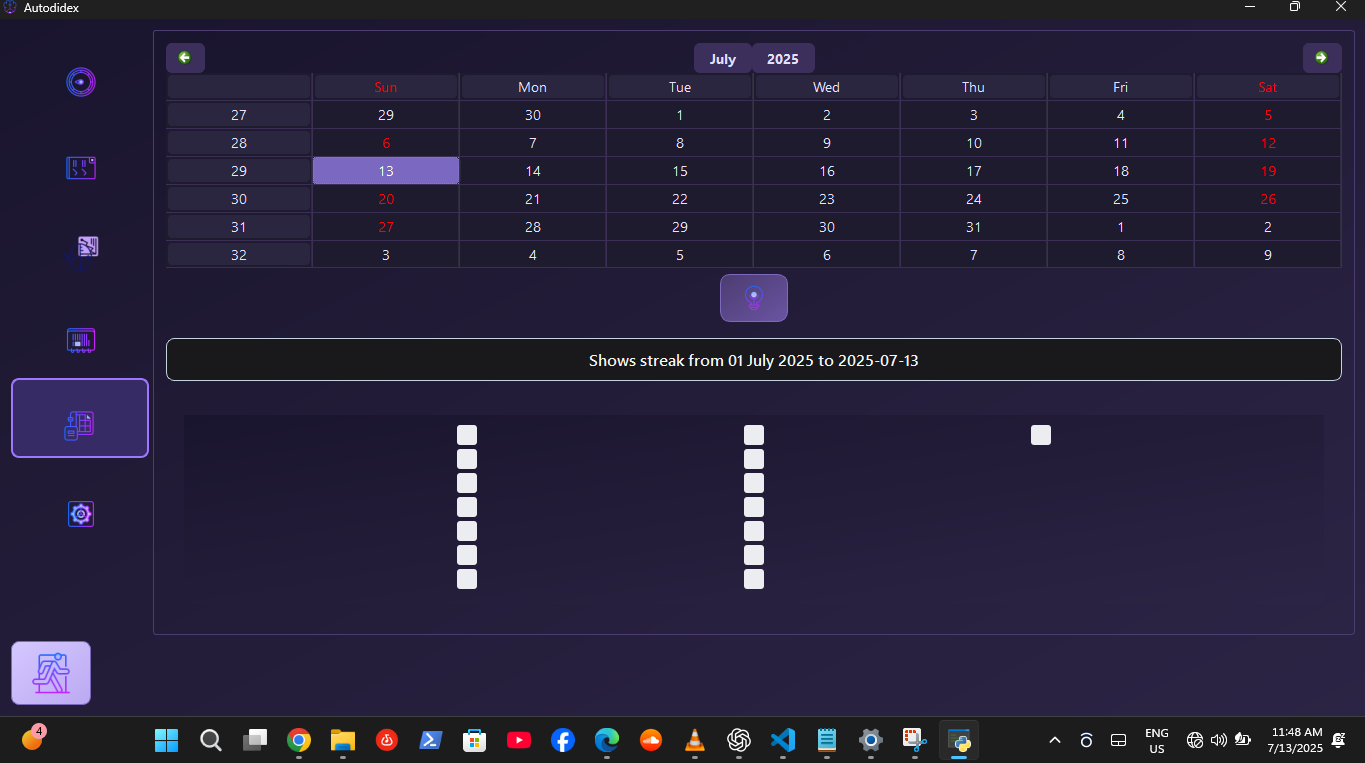 Autodidex
July 2025
Sun Mon Tue Wed Thu Fri Sat
27 29 30 1 2 3 4 5
28 6 7 8 9 10 11 12
29 13 14 15 16 17 18 19
30 20 21 22 23 24 25 26
31 27 28 29 30 31 1 2
32 3 4 5 6 7 8 9
Shows streak from 01 July 2025 to 2025-07-13
4
ENG
US
11:48 AM
7/13/2025